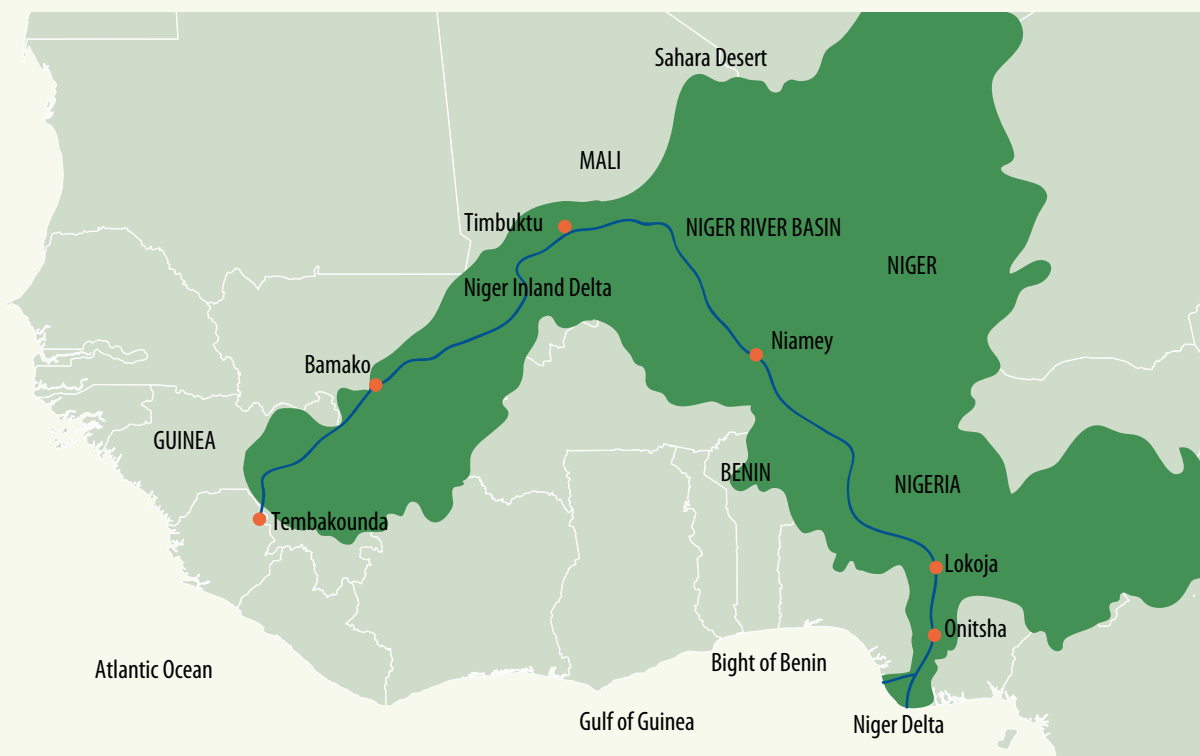 Sahara Desert
MALI
Timbuktu
NIGER RIVER BASIN
NIGER
Niger Inland Delta
Niamey
Bamako
GUINEA
BENIN
NIGERIA
Tembakounda
Lokoja
Onitsha
Bight of Benin
Atlantic Ocean
Gulf of Guinea
Niger Delta